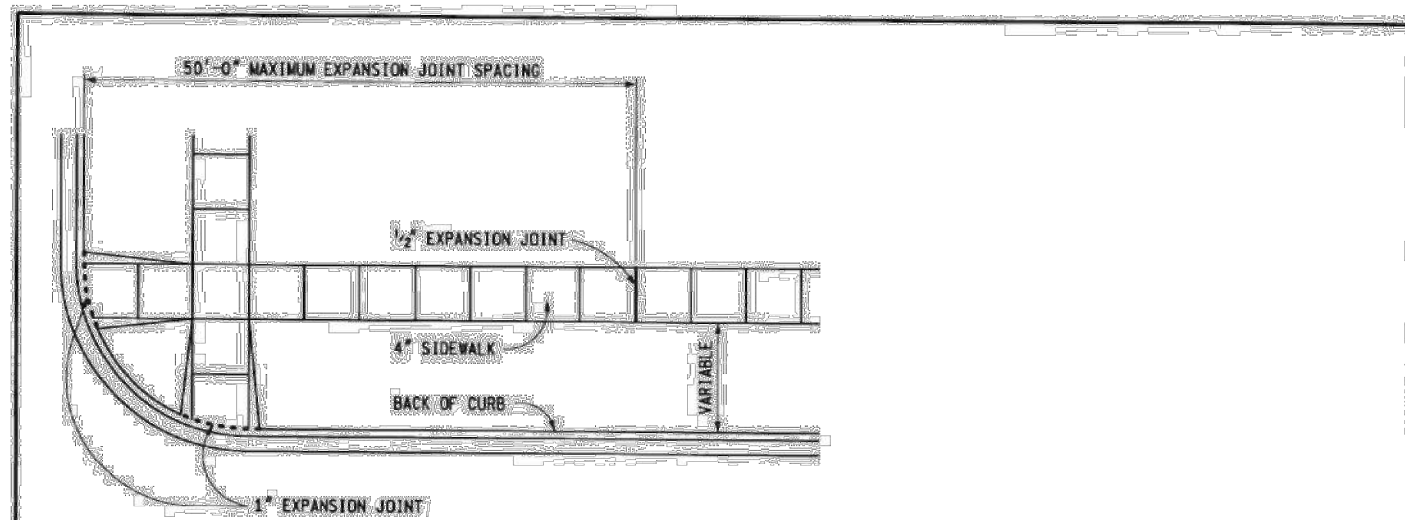 50'-0" MAXIMUM EXPANSION JOINT SPACING
1/2" EXPANSION JOINT
4" SIDEWALK
VARIABLE
BACK OF CURB
1" EXPANSION JOINT